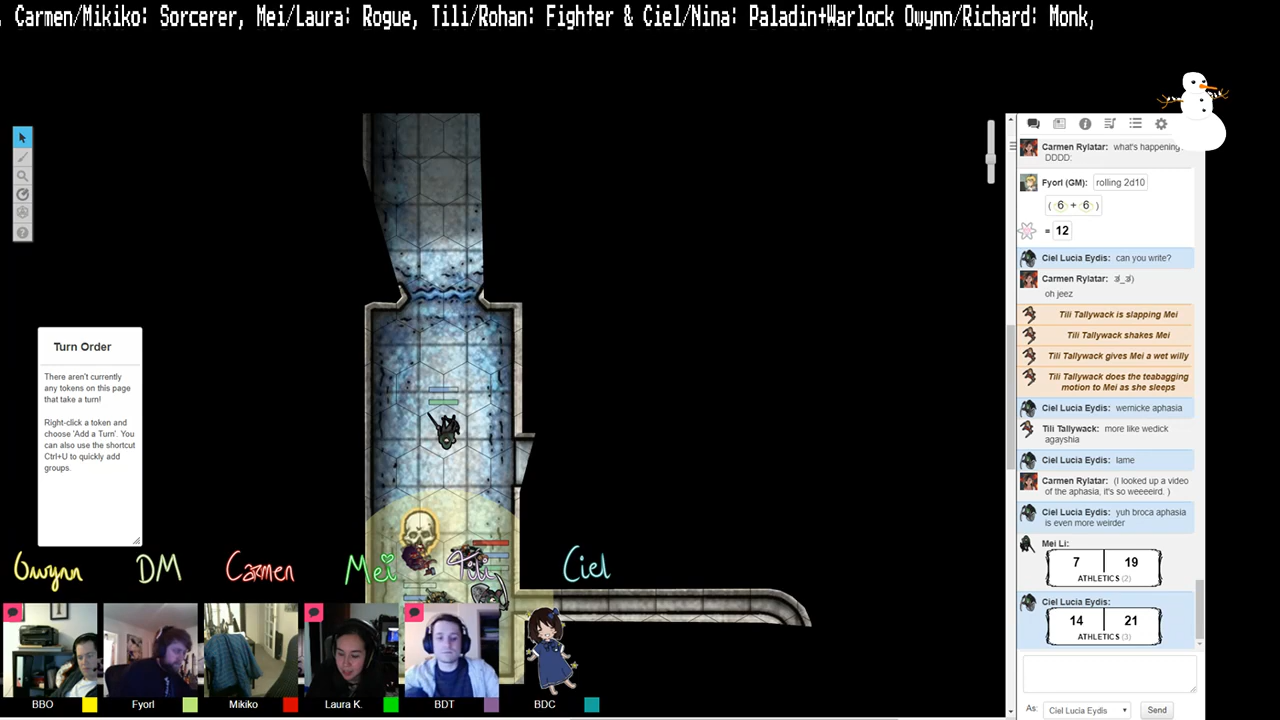 . Carmen/Mikiko: Sorcerer, Mei/Laura: Rogue, Tili/Rohan: Fighter & Ciel/Nina: Paladin+Warlock Owynn/Richard: Monk,
Turn Order
There aren't currently
any tokens on this page
that take a turn!
Right-click a token and
choose 'Add a Turn'. You
can also use the shortcut
Ctrl+U to quickly add
groups.
Carmen Rylatar: what's happening?
DDDD:
Fyorl (GM): rolling 2d10
( 6 + 6 )
= 12
Ciel Lucia Eydis: can you write?
Carmen Rylatar:
oh jeez
Tili Tallywack is slapping Mei
Tili Tallywack shakes Mei
Tili Tallywack gives Mei a wet willy
Tili Tallywack does the teabagging
motion to Mei as she sleeps
Ciel Lucia Eydis: wernicke aphasia
Tili Tallywack: more like wedick
agayshia
Ciel Lucia Eydis: lame
Carmen Rylatar: (I looked up a video
of the aphasia, it's so weeeeird. )
Ciel Lucia Eydis: yuh broca aphasia
is even more weirder
Mei Li:
7 19
ATHLETICS (2)
Ciel Lucia Eydis:
14 21
ATHLETICS (3)
As: Ciel Lucia Eydis Send
Owynn DM Carmen Mei Tili Ciel
BBO Fyorl Mikiko Laura K. BDT BDC